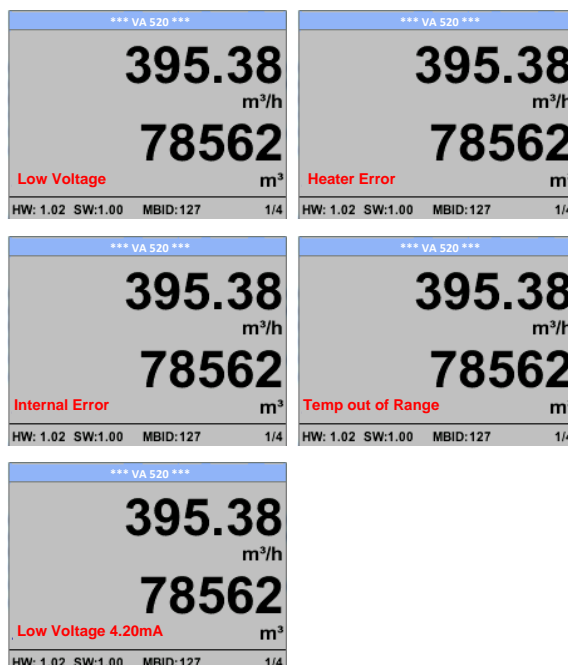 *** VA 520 ***
395.38
m³/h
78562
Low Voltage m³
HW: 1.02 SW:1.00 MBID:127 1/4
*** VA 520 ***
395.38
m³/h
78562
Heater Error m
HW: 1.02 SW:1.00 MBID:127 1/4
*** VA 520 ***
395.38
m³/h
78562
Internal Error m³
HW: 1.02 SW:1.00 MBID:127 1/4
*** VA 520 ***
395.38
m³/h
78562
Temp out of Range m
HW: 1.02 SW:1.00 MBID:127 1/4
*** VA 520 ***
395.38
m³/h
78562
Low Voltage 4.20mA m³
HW: 1.02 SW:1.00 MBID:127 1/4